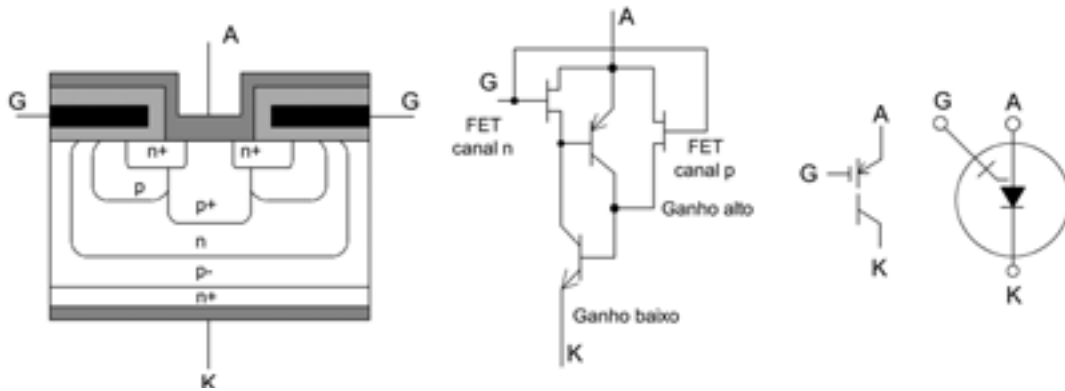 A
G
G
n+
n+
p
p+
n
p-
n+
K
A
G
FET
canal n
FET
canal p
Ganho alto
Ganho baixo
K
A
G
K
G
A
K